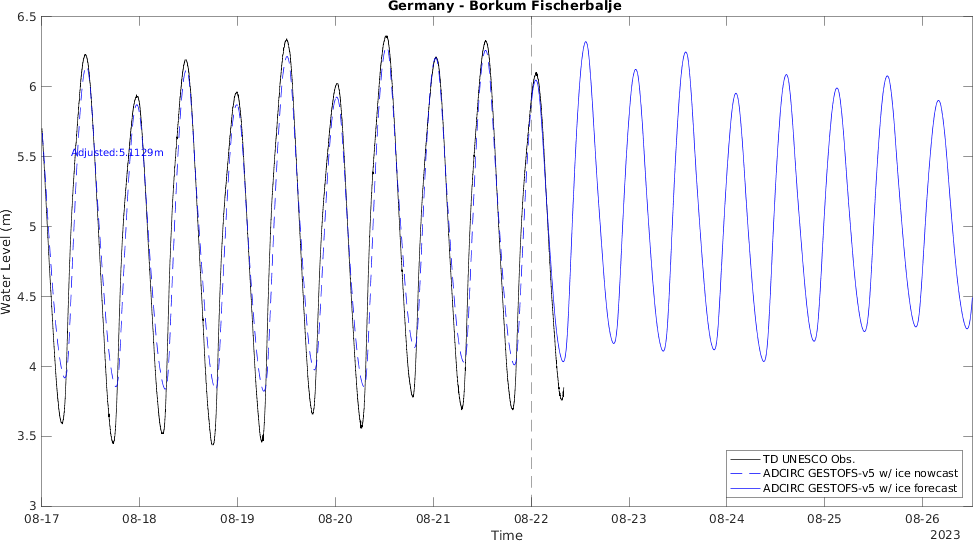 Germany - Borkum Fischerbalje
Water Level (m)
6.5
6
5.5
5
4.5
4
3.5
3
Adjusted:5.1129m
TD UNESCO Obs.
ADCIRC GESTOFS-v5 w/ ice nowcast
ADCIRC GESTOFS-v5 w/ ice forecast
08-17 08-18 08-19 08-20 08-21 08-22 08-23 08-24 08-25 08-26
Time
2023